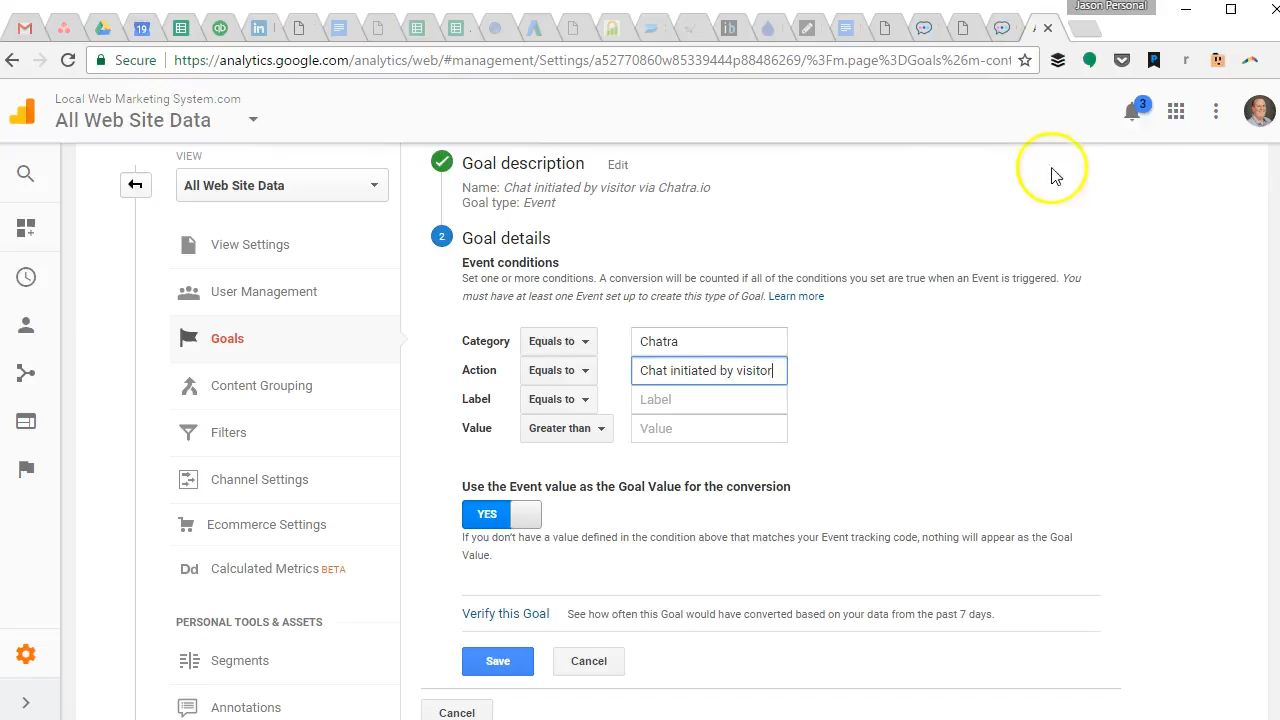 Jason Personal
19
in
ib
A
Secure
https://analytics.google.com/analytics/web/#management/Settings/a52770860w85339444p88486269/%3Fm.page%3DGoals%26m-cont
r
Local Web Marketing System.com
All Web Site Data
3
VIEW
All Web Site Data
View Settings
User Management
Goals
Content Grouping
Filters
Channel Settings
Ecommerce Settings
Dd Calculated Metrics BETA
PERSONAL TOOLS & ASSETS
Segments
Annotations
Goal description Edit
Name: Chat initiated by visitor via Chatra.io
Goal type: Event
2 Goal details
Event conditions
Set one or more conditions. A conversion will be counted if all of the conditions you set are true when an Event is triggered. You
must have at least one Event set up to create this type of Goal. Learn more
Category Equals to Chatra
Action Equals to Chat initiated by visitor
Label Equals to Label
Value Greater than Value
Use the Event value as the Goal Value for the conversion
YES
If you don't have a value defined in the condition above that matches your Event tracking code, nothing will appear as the Goal
Value.
Verify this Goal See how often this Goal would have converted based on your data from the past 7 days.
Save Cancel
Cancel